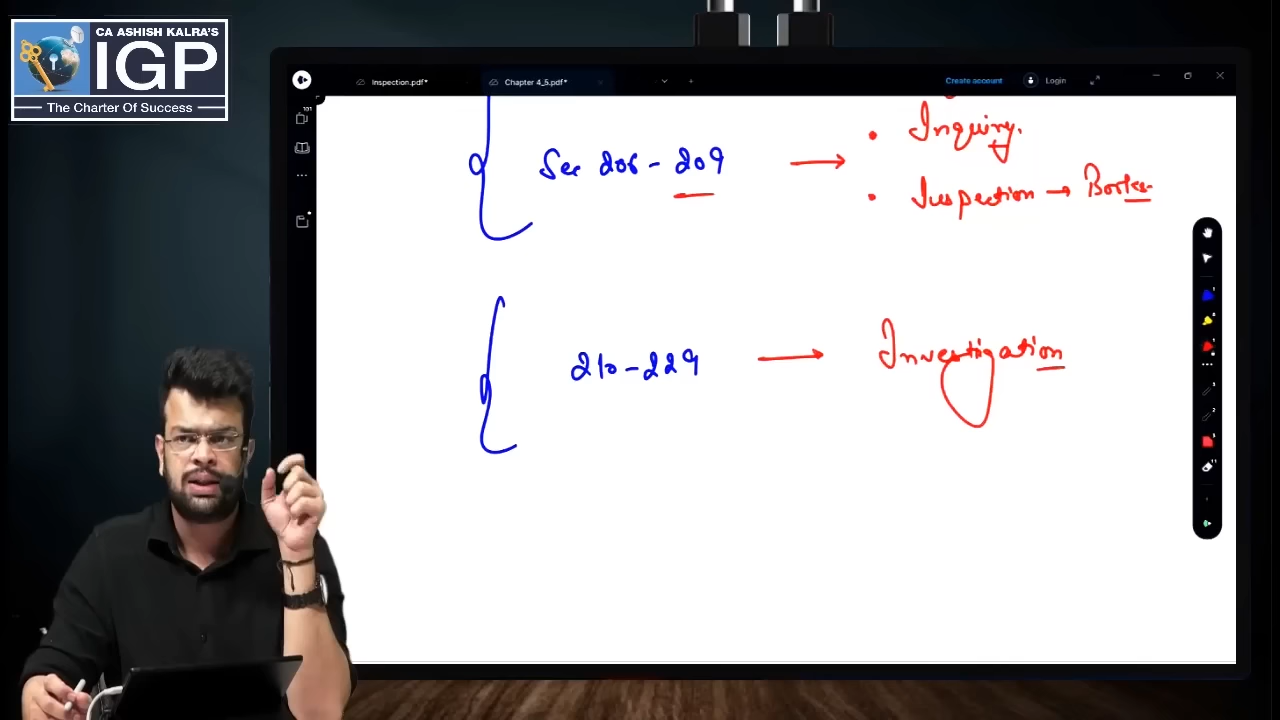 CA ASHISH KALRA'S
IGP
The Charter Of Success
Inspection.pdf*
Chapter 4_5.pdf*
Create account
Login
• Inquiry.
Sec 206 - 209 →
• Inspection → Books
210 - 229 → Investigation